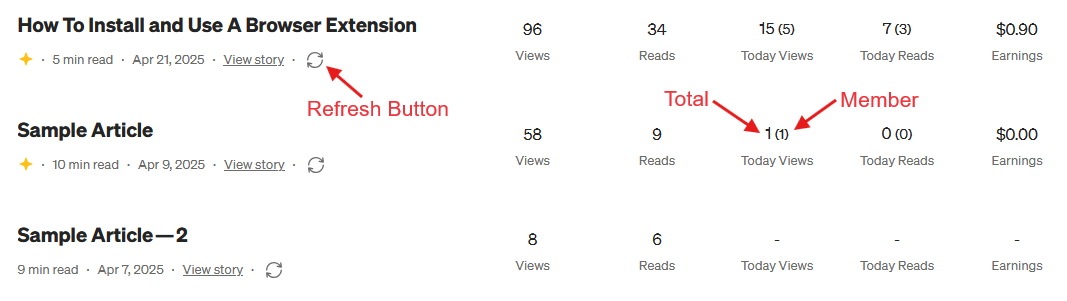 How To Install and Use A Browser Extension
96 34 15 (5) 7 (3) $0.90
5 min read · Apr 21, 2025 · View story ·
Views Reads Today Views Today Reads Earnings
Refresh Button
Total Member
Sample Article
58 9 1 (1) 0 (0) $0.00
10 min read · Apr 9, 2025 · View story ·
Views Reads Today Views Today Reads Earnings
Sample Article — 2
8 6 - - -
9 min read · Apr 7, 2025 · View story ·
Views Reads Today Views Today Reads Earnings